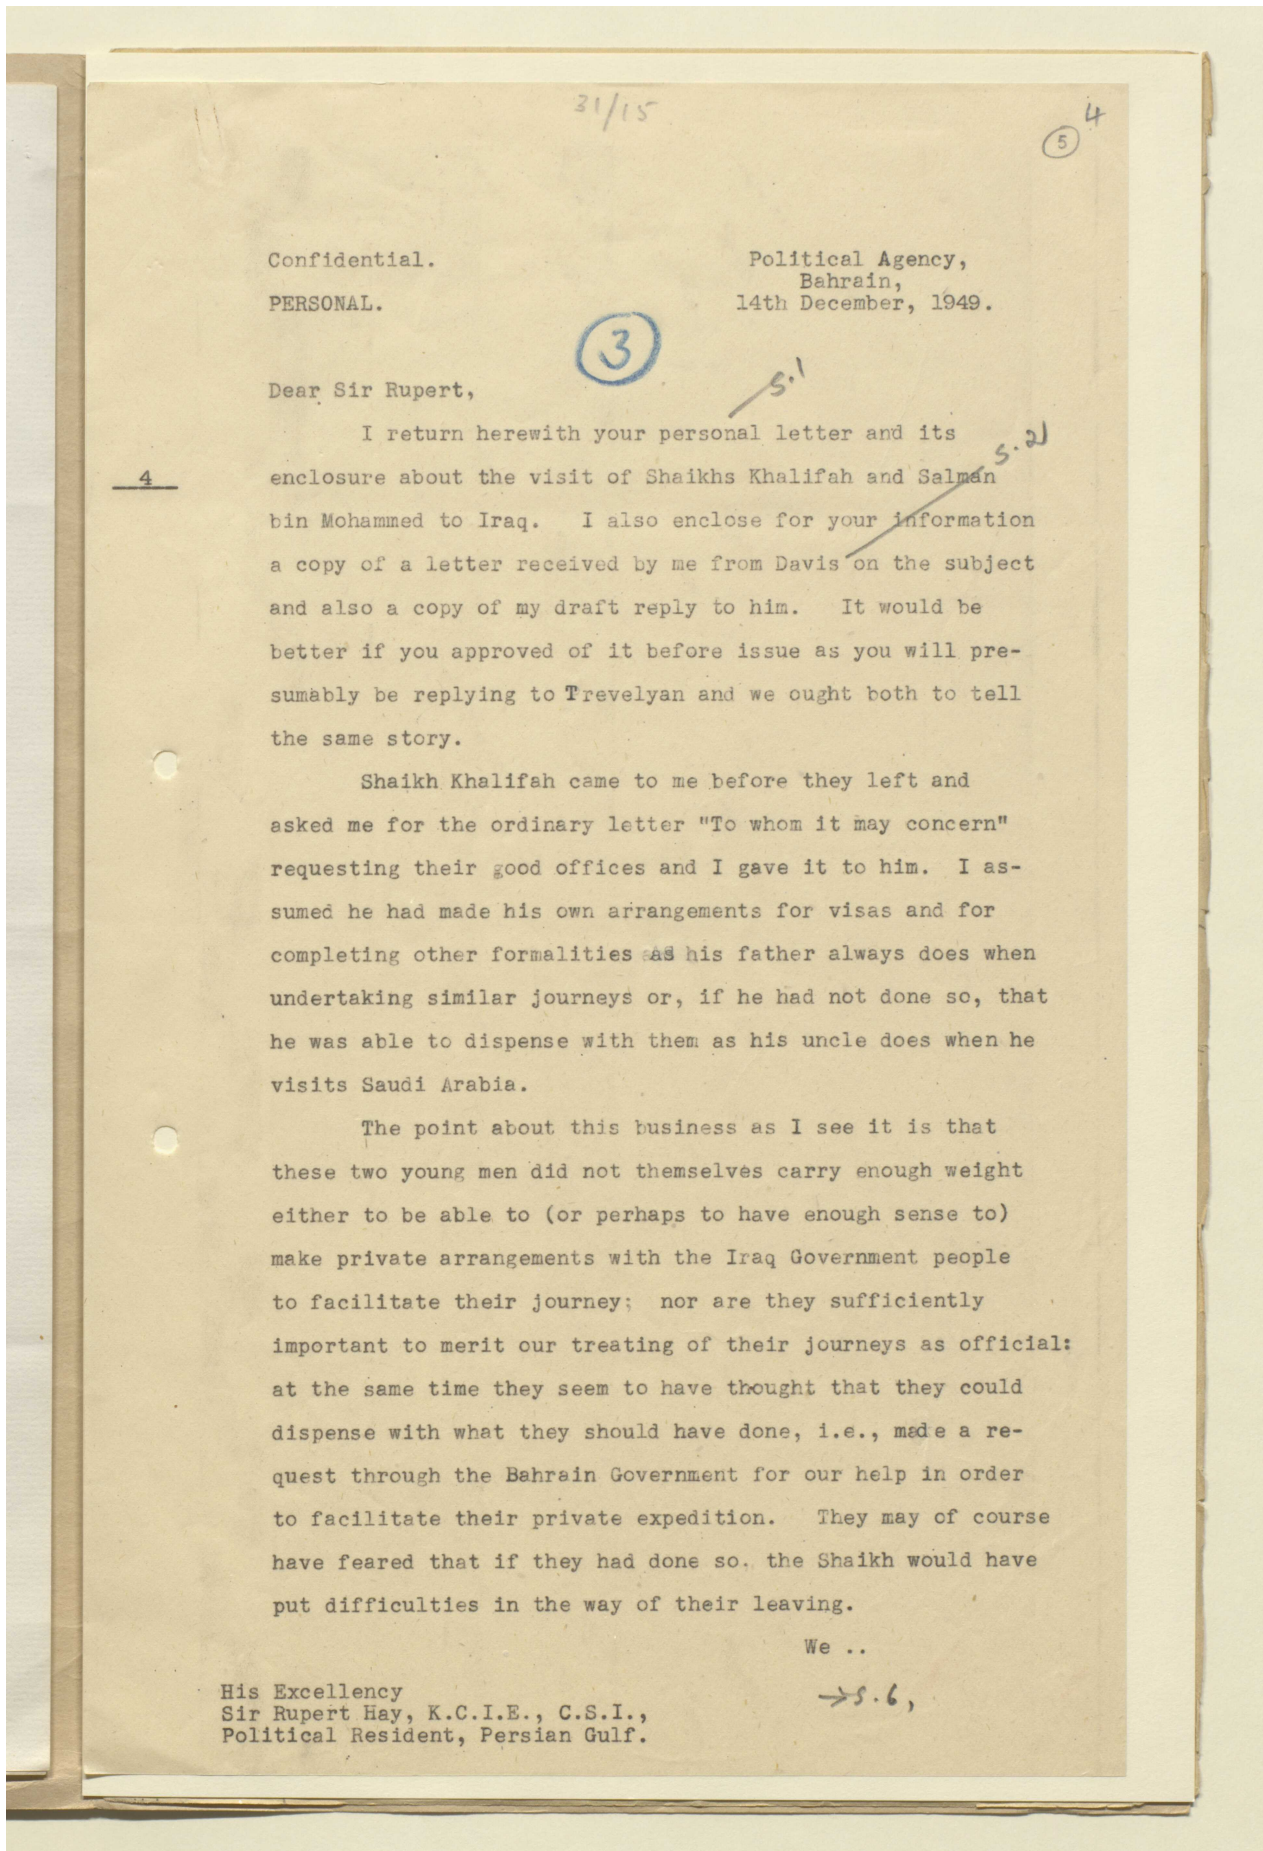 31/15
4
5
Confidential.
Political Agency,
Bahrain,
PERSONAL.
14th December, 1949.
3
Dear Sir Rupert,
S.1
I return herewith your personal letter and its
S.2
4
enclosure about the visit of Shaikhs Khalifah and Salman
bin Mohammed to Iraq. I also enclose for your information
a copy of a letter received by me from Davis on the subject
and also a copy of my draft reply to him. It would be
better if you approved of it before issue as you will pre-
sumably be replying to Trevelyan and we ought both to tell
the same story.
Shaikh Khalifah came to me before they left and
asked me for the ordinary letter "To whom it may concern"
requesting their good offices and I gave it to him. I as-
sumed he had made his own arrangements for visas and for
completing other formalities as his father always does when
undertaking similar journeys or, if he had not done so, that
he was able to dispense with them as his uncle does when he
visits Saudi Arabia.
The point about this business as I see it is that
these two young men did not themselves carry enough weight
either to be able to (or perhaps to have enough sense to)
make private arrangements with the Iraq Government people
to facilitate their journey; nor are they sufficiently
important to merit our treating of their journeys as official:
at the same time they seem to have thought that they could
dispense with what they should have done, i.e., made a re-
quest through the Bahrain Government for our help in order
to facilitate their private expedition. They may of course
have feared that if they had done so. the Shaikh would have
put difficulties in the way of their leaving.
We ..
→ S.6,
His Excellency
Sir Rupert Hay, K.C.I.E., C.S.I.,
Political Resident, Persian Gulf.